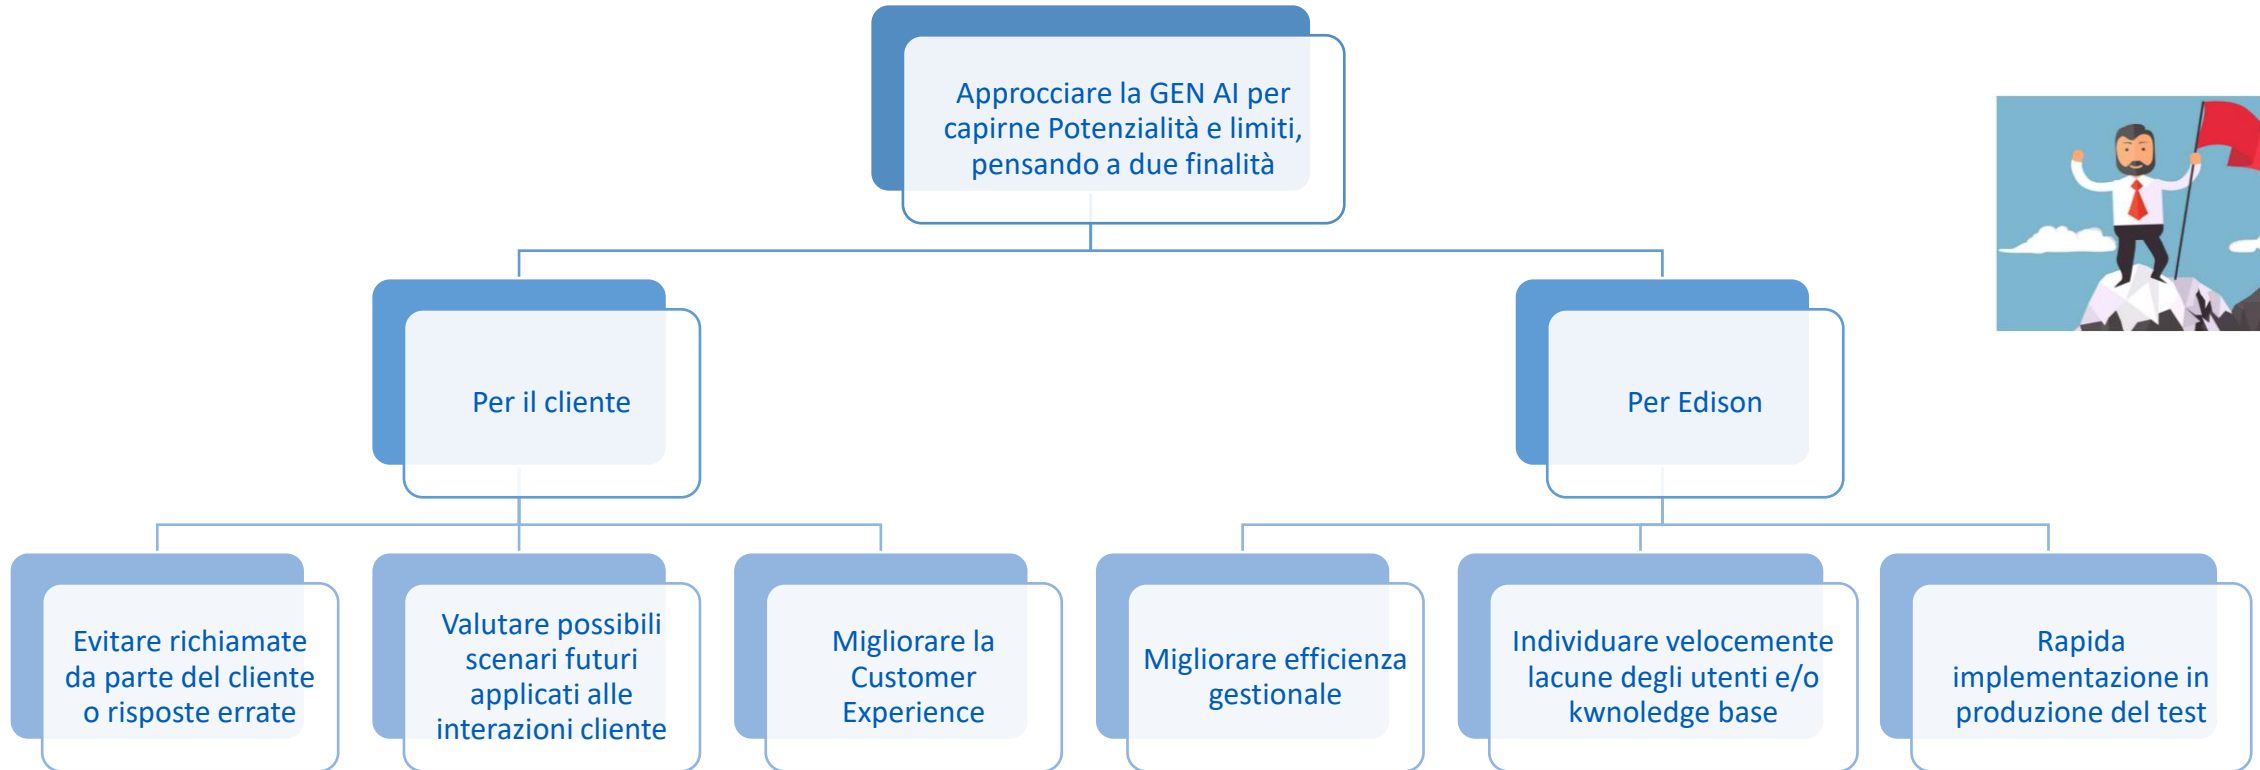 Approcciare la GEN AI per
capirne Potenzialità e limiti,
pensando a due finalità
Per il cliente
Per Edison
Evitare richiamate
da parte del cliente
o risposte errate
Valutare possibili
scenari futuri
applicati alle
interazioni cliente
Migliorare la
Customer
Experience
Migliorare efficienza
gestionale
Individuare velocemente
lacune degli utenti e/o
kwnoledge base
Rapida
implementazione in
produzione del test